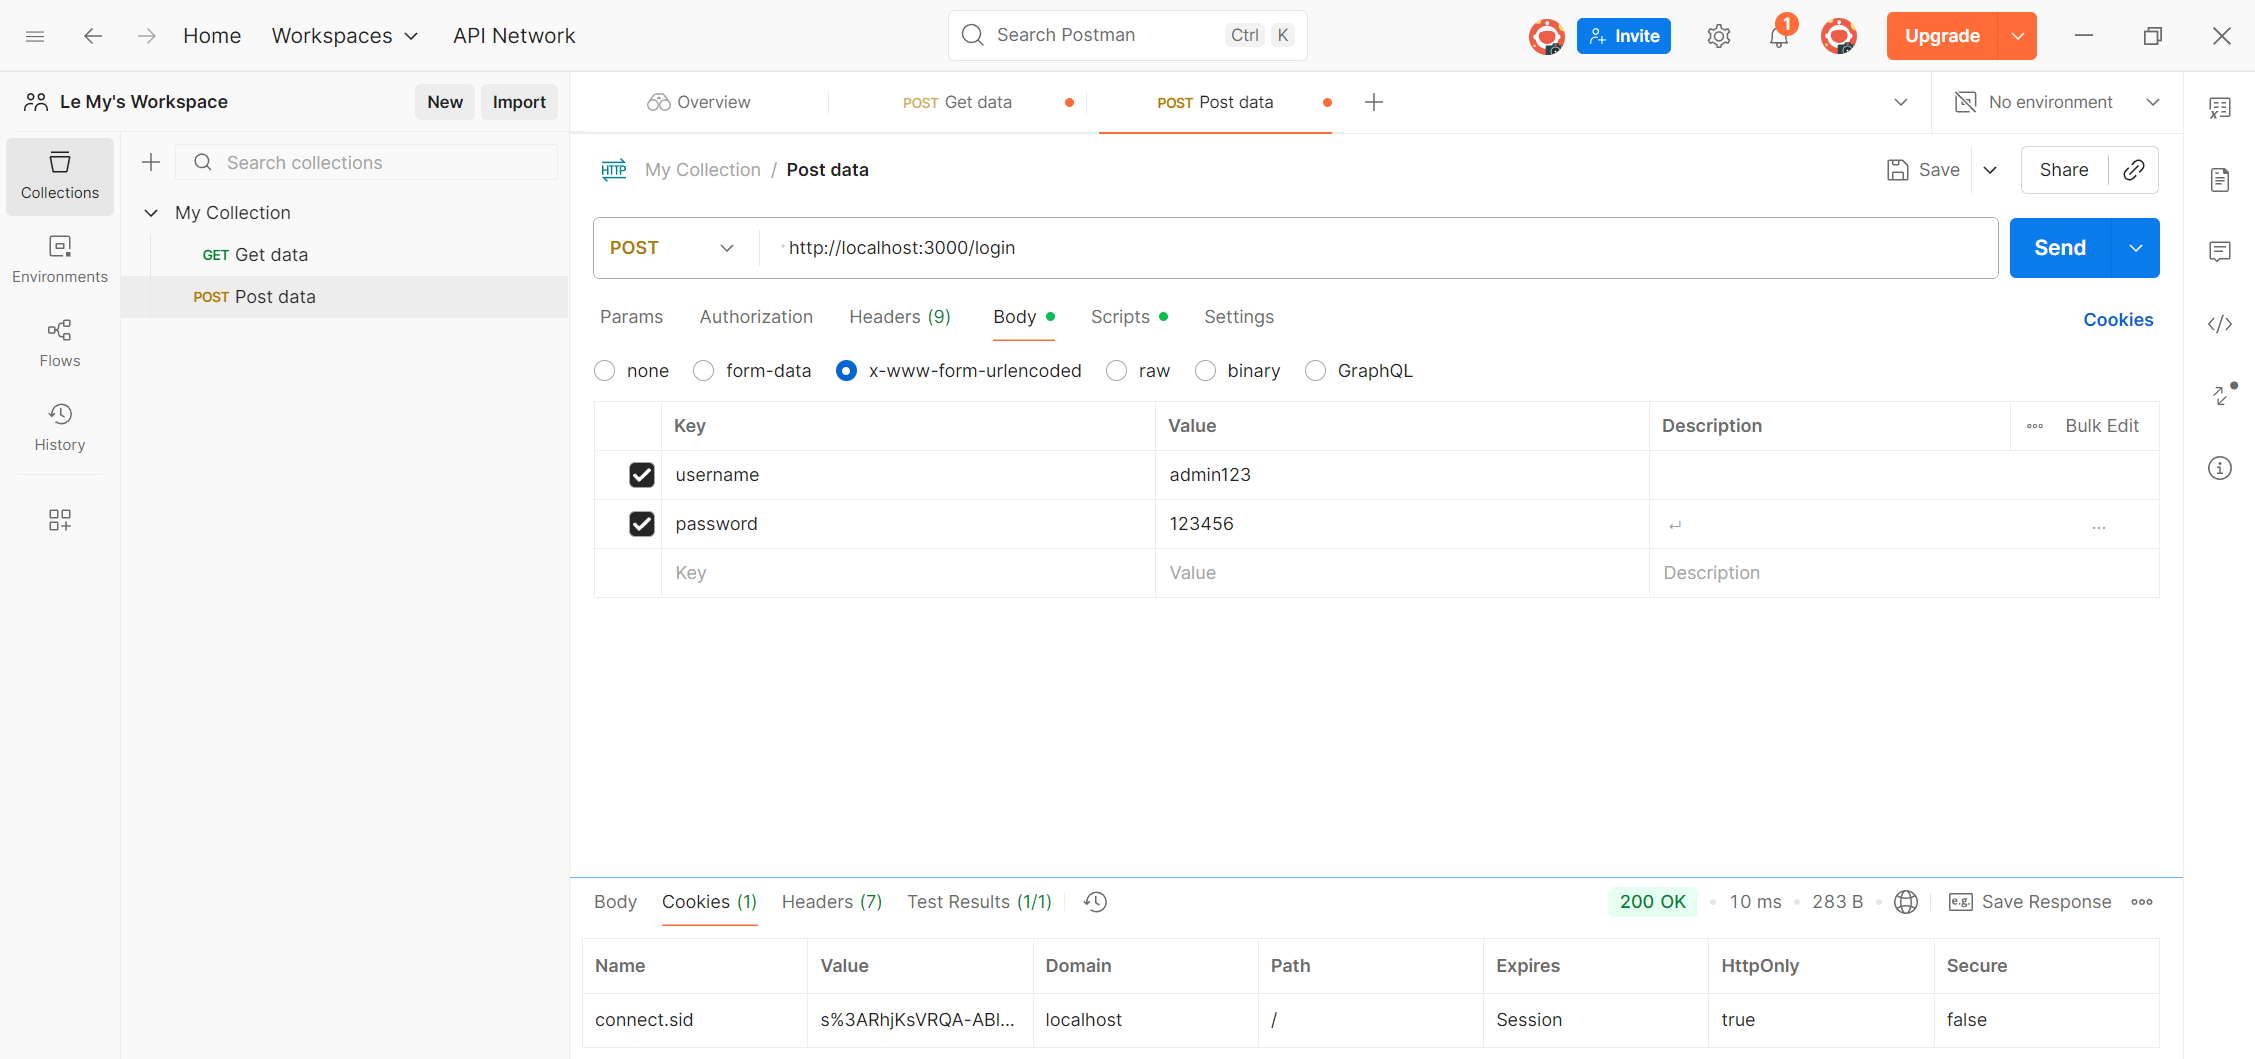 Home Workspaces API Network Search Postman Ctrl K Invite 1 Upgrade
Le My's Workspace New Import
Overview POST Get data POST Post data No environment
Collections
Environments
Flows
History
Search collections
My Collection
GET Get data
POST Post data
HTTP My Collection / Post data Save Share
POST http://localhost:3000/login Send
Params Authorization Headers (9) Body Scripts Settings Cookies
none form-data x-www-form-urlencoded raw binary GraphQL
Key Value Description Bulk Edit
username admin123
password 123456
Key Value Description
Body Cookies (1) Headers (7) Test Results (1/1) 200 OK 10 ms 283 B e.g. Save Response
Name Value Domain Path Expires HttpOnly Secure
connect.sid s%3ARhjKsVRQA-ABl... localhost / Session true false